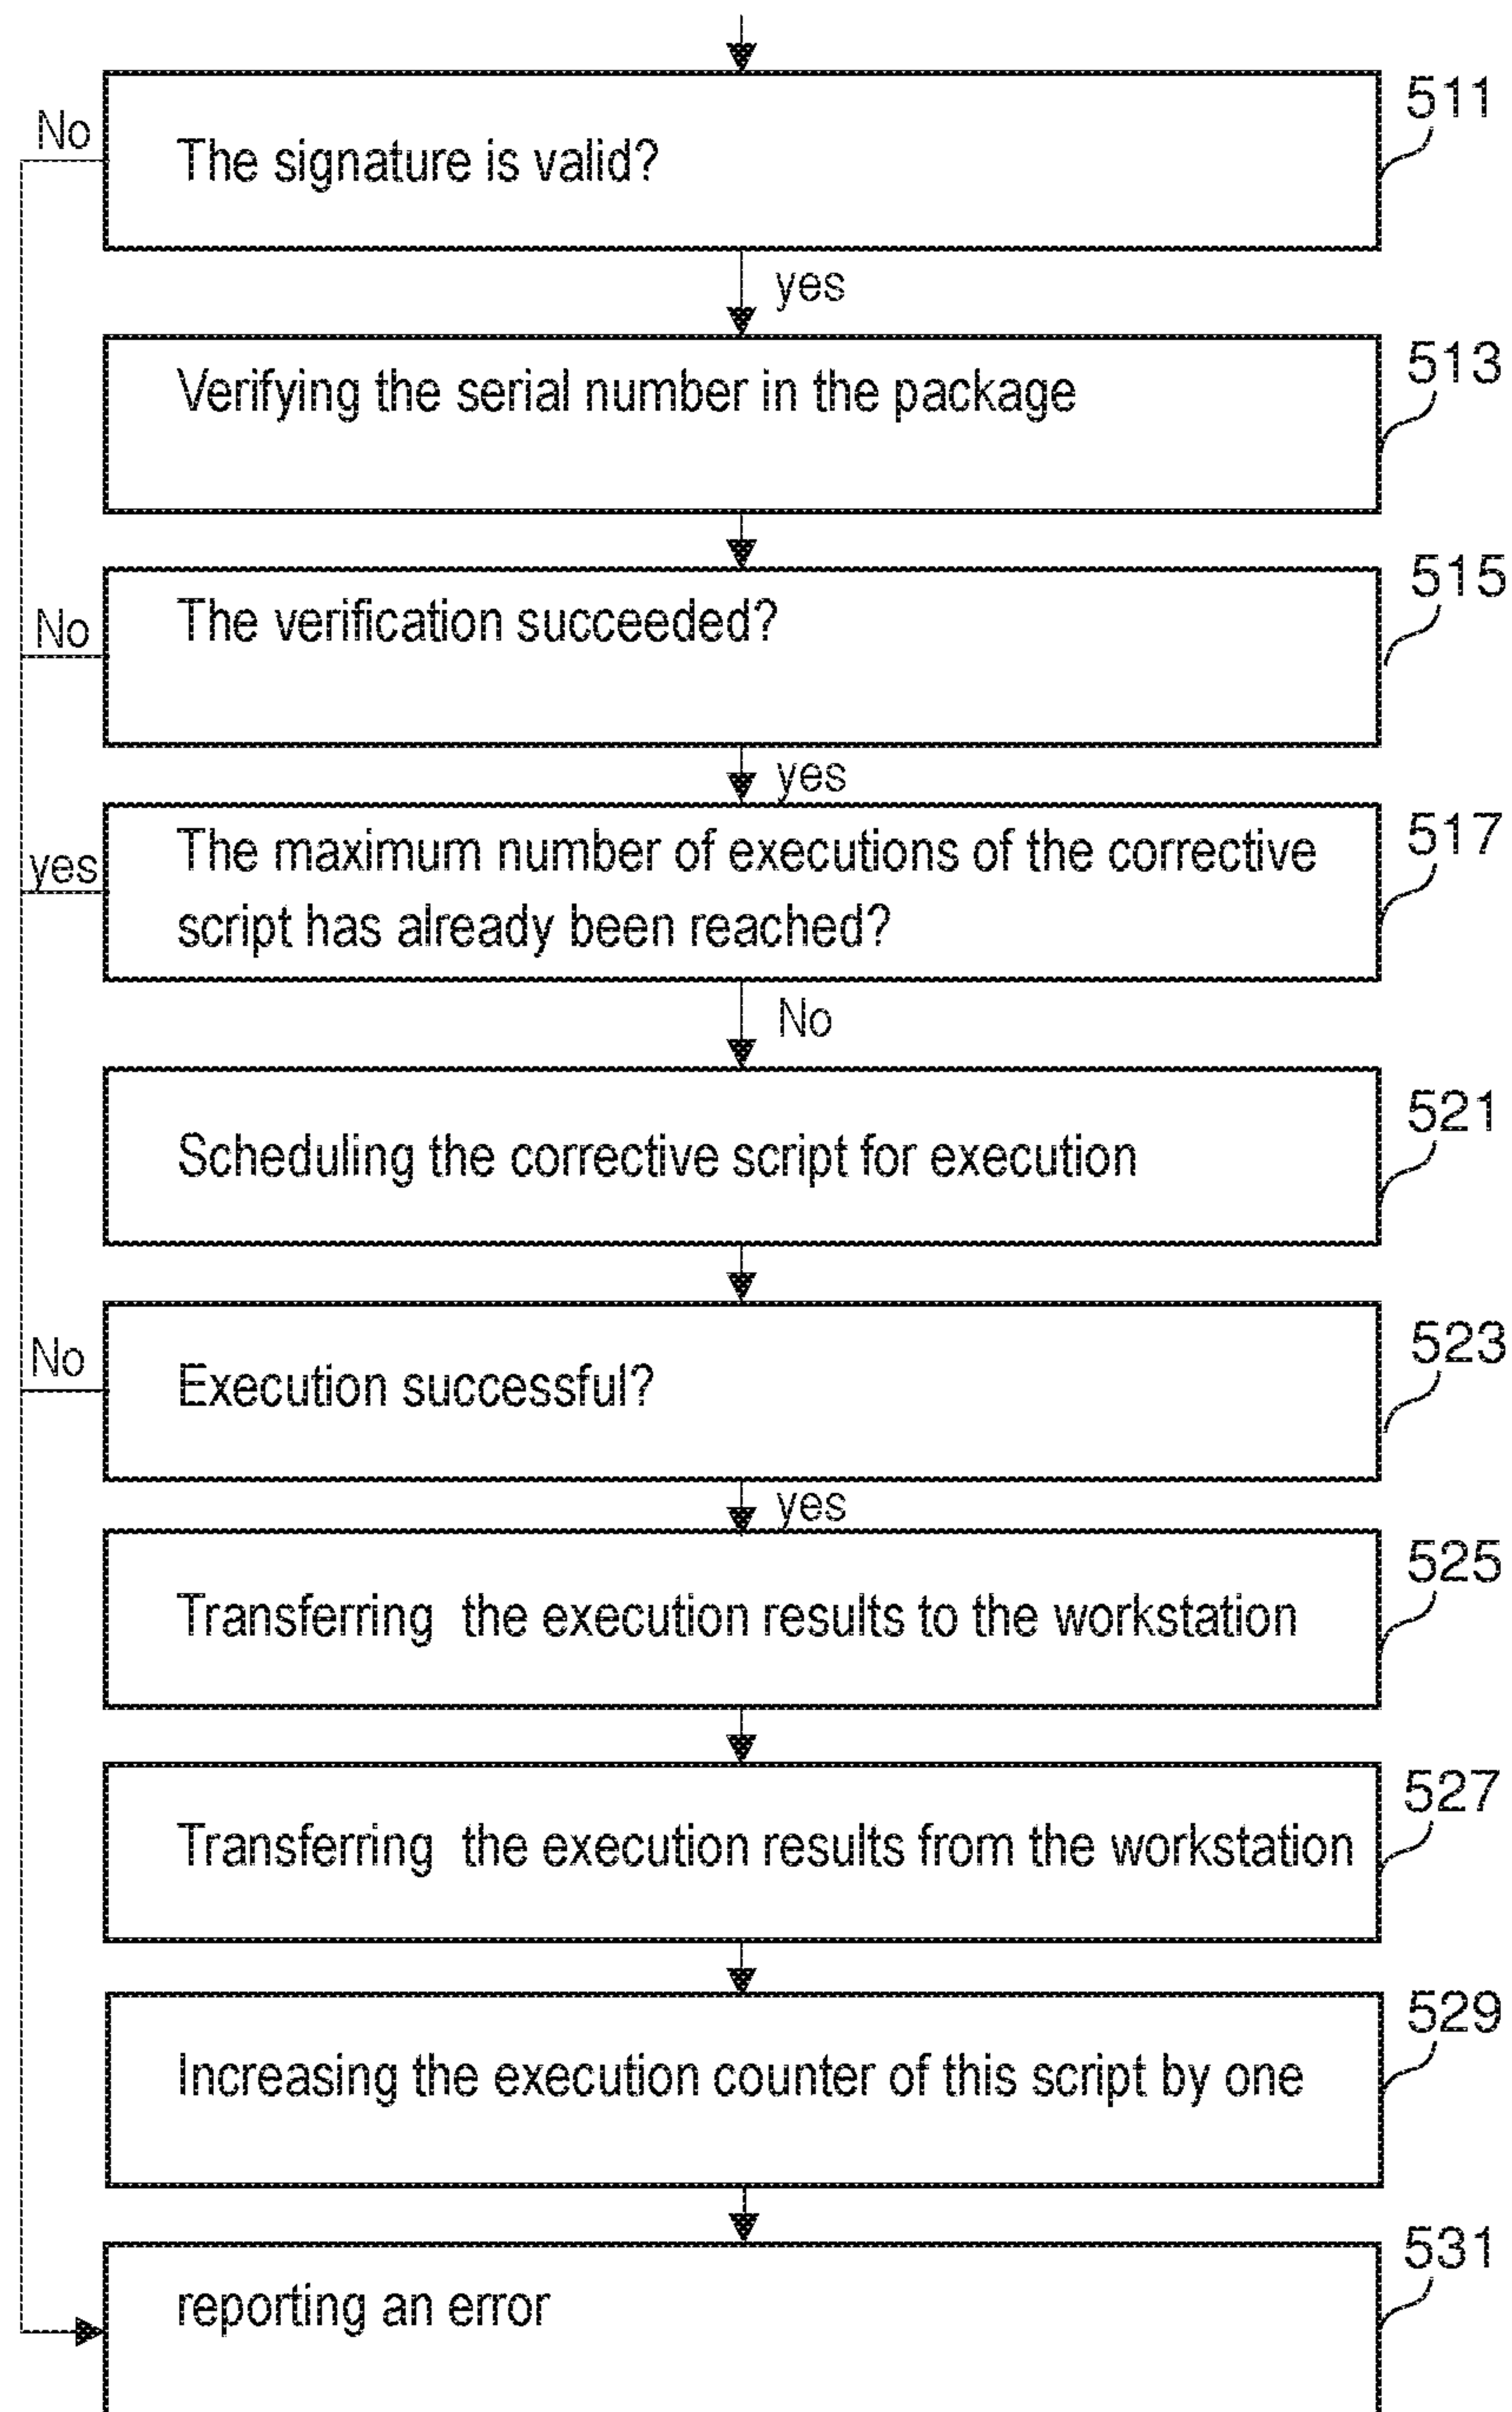 511
No
The signature is valid?
yes
513
Verifying the serial number in the package
515
No
The verification succeeded?
yes
517
yes
The maximum number of executions of the corrective
script has already been reached?
No
521
Scheduling the corrective script for execution
523
No
Execution successful?
yes
525
Transferring the execution results to the workstation
527
Transferring the execution results from the workstation
529
Increasing the execution counter of this script by one
531
reporting an error